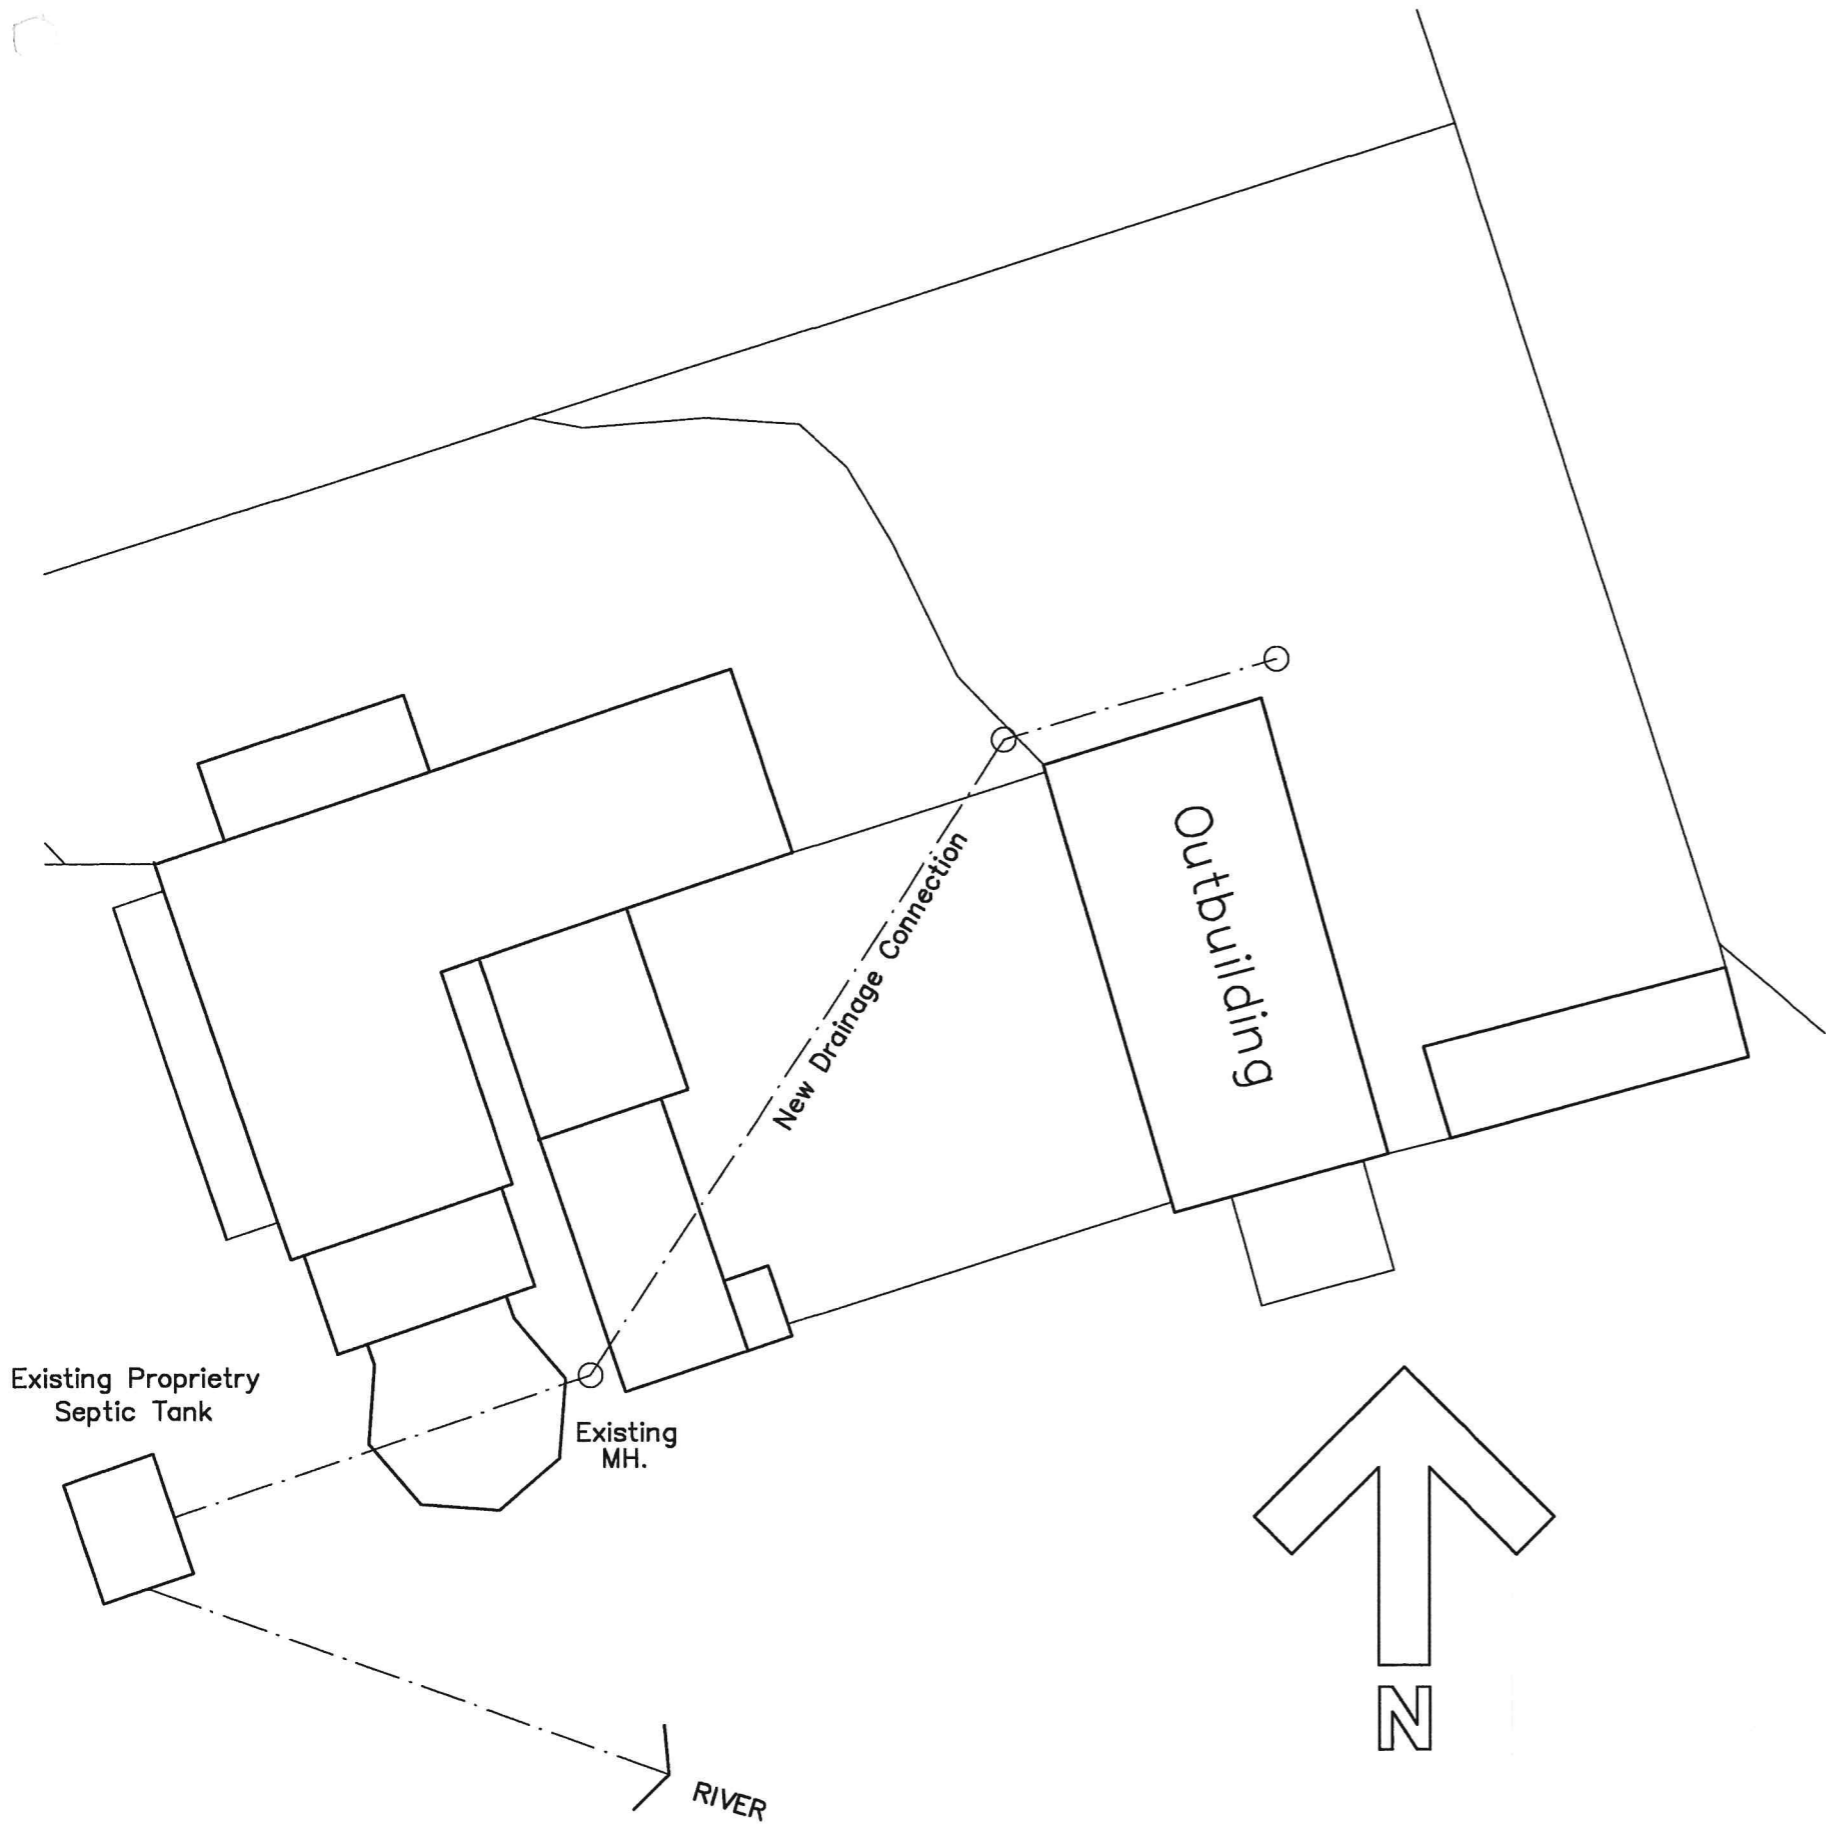 Outbuilding
New Drainage Connection
Existing Proprietry
Septic Tank
Existing
MH.
N
RIVER